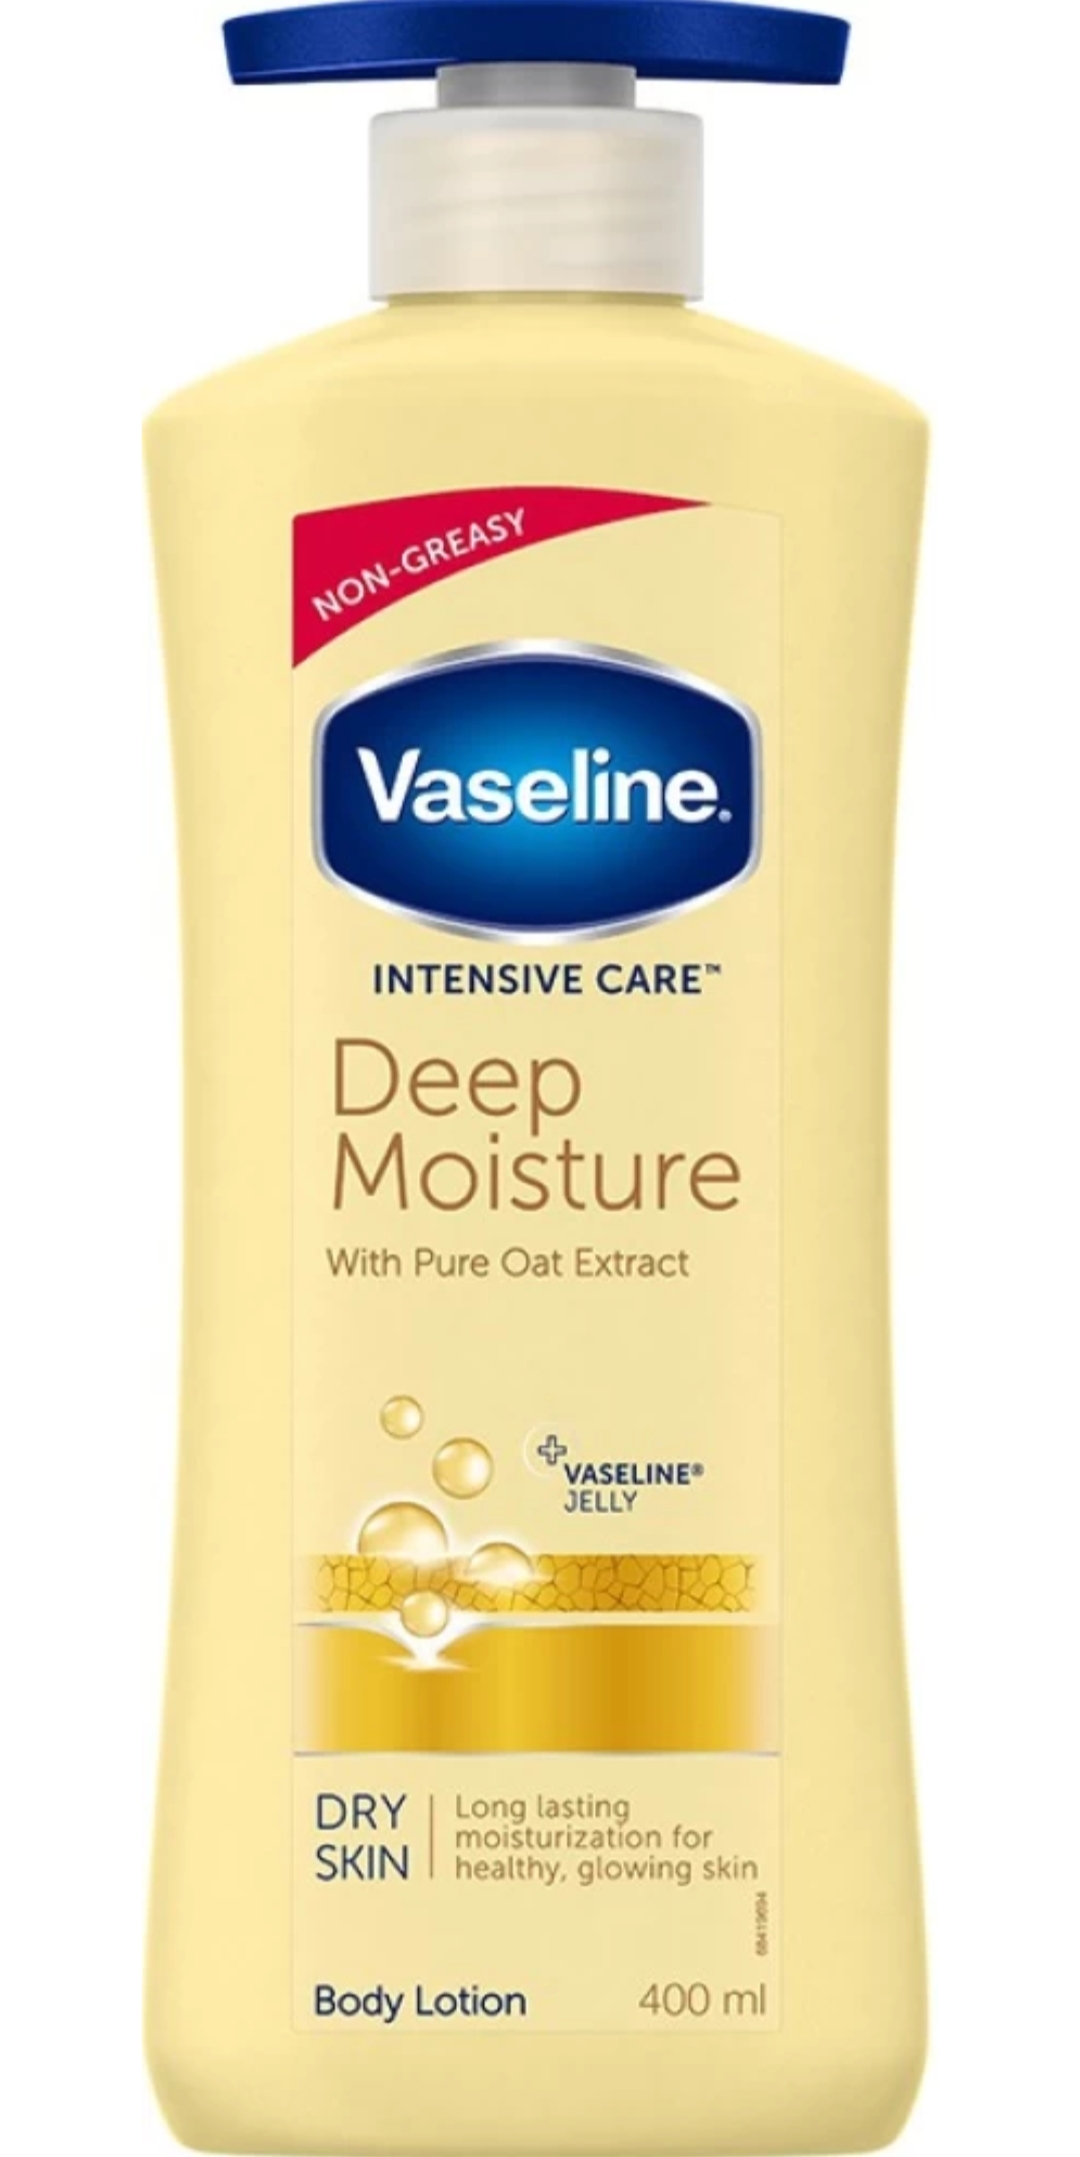 NON-GREASY
Vaseline®
INTENSIVE CARE™
Deep
Moisture
With Pure Oat Extract
VASELINE®
JELLY
DRY
SKIN
Long lasting
moisturization for
healthy, glowing skin
Body Lotion
400 ml